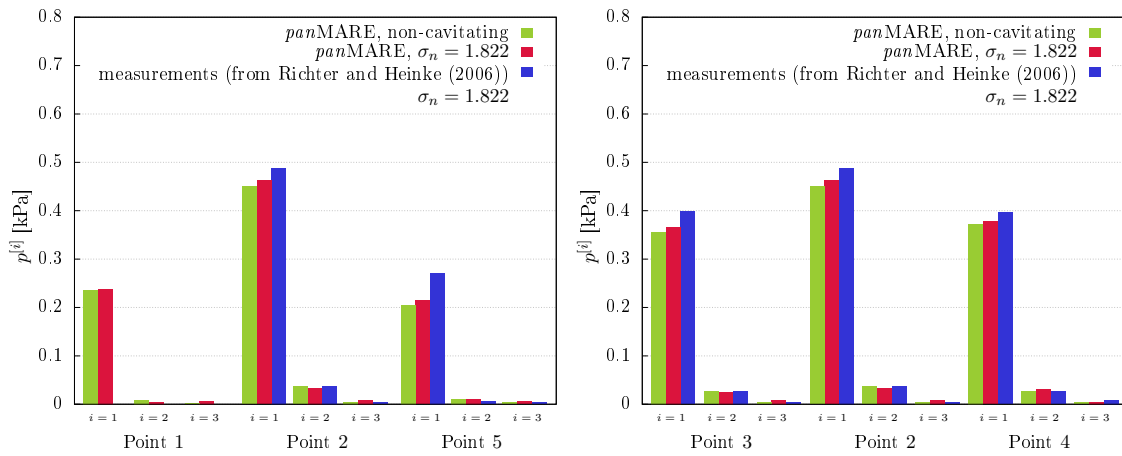 panMARE, non-cavitating
panMARE, σn = 1.822
measurements (from Richter and Heinke (2006))
σn = 1.822
0.8
0.7
0.6
0.5
0.4
0.3
0.2
0.1
0
p[i] [kPa]
i = 1 i = 2 i = 3 i = 1 i = 2 i = 3 i = 1 i = 2 i = 3
Point 1 Point 2 Point 5
panMARE, non-cavitating
panMARE, σn = 1.822
measurements (from Richter and Heinke (2006))
σn = 1.822
0.8
0.7
0.6
0.5
0.4
0.3
0.2
0.1
0
p[i] [kPa]
i = 1 i = 2 i = 3 i = 1 i = 2 i = 3 i = 1 i = 2 i = 3
Point 3 Point 2 Point 4